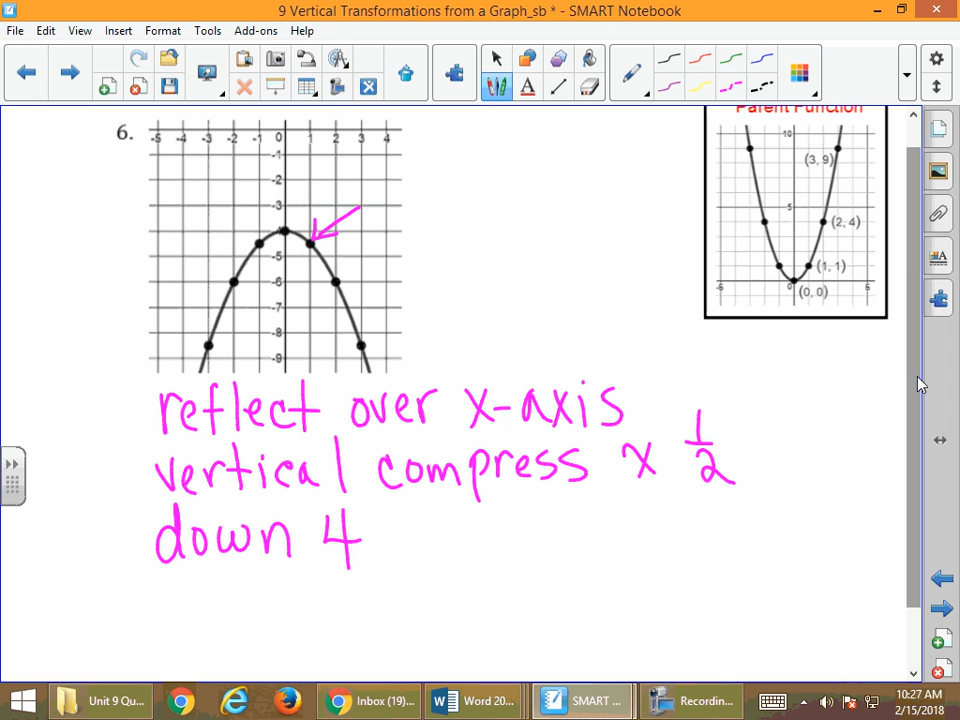 9 Vertical Transformations from a Graph_sb * - SMART Notebook
File Edit View Insert Format Tools Add-ons Help
6.
-5 -4 -3 -2 -1 0 1 2 3 4
-1
-2
-3
-5
-6
-7
-8
-9
Parent Function
10
(3, 9)
5
(2, 4)
(1, 1)
-5 0 5
(0, 0)
reflect over x-axis
vertical compress x 1/2
down 4
Unit 9 Qu... Inbox (19)... Word 20... SMART ... Recording...
10:27 AM
2/15/2018